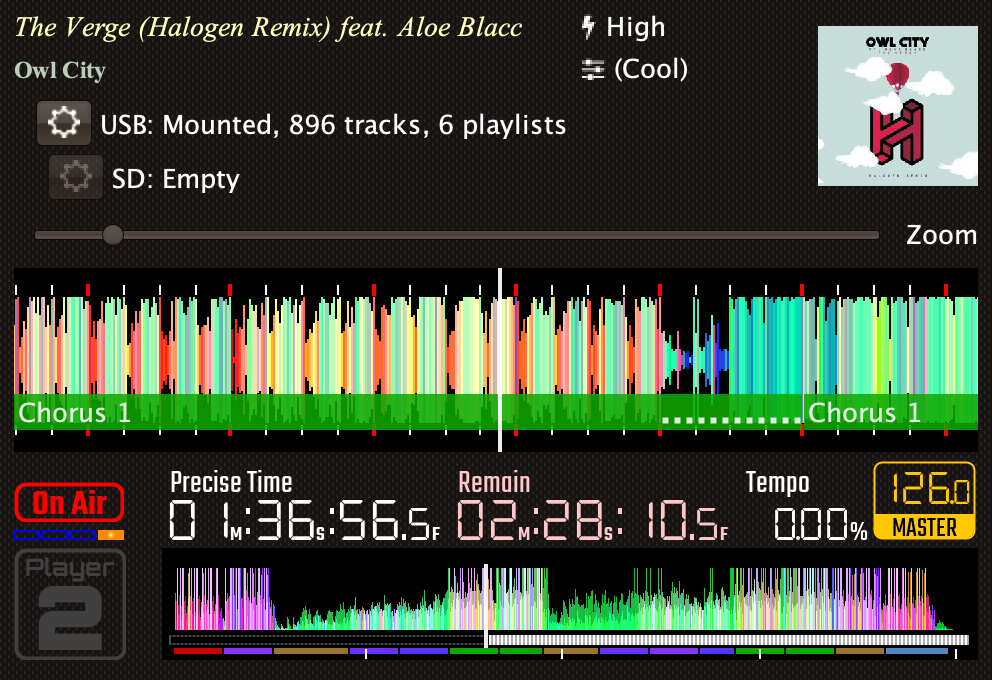 The Verge (Halogen Remix) feat. Aloe Blacc
High
Owl City
(Cool)
OWL CITY
USB: Mounted, 896 tracks, 6 playlists
SD: Empty
Zoom
Chorus 1
Chorus 1
Precise Time
Remain
Tempo
On Air
01M:36S:56.5F
02M:28S:10.5F
0.00%
126.0
MASTER
Player
2